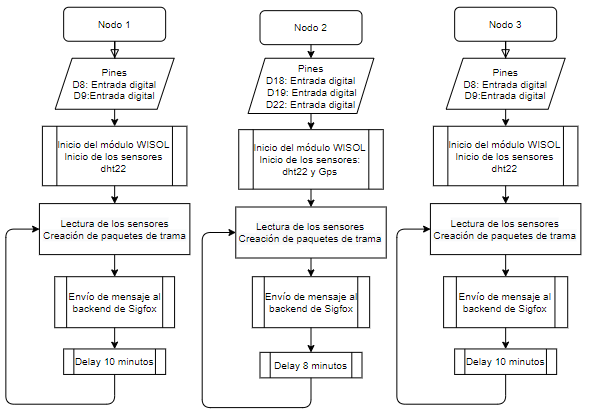 Nodo 1
Pines
D8: Entrada digital
D9:Entrada digital
Inicio del módulo WISOL
Inicio de los sensores
dht22
Lectura de los sensores
Creación de paquetes de trama
Envío de mensaje al
backend de Sigfox
Delay 10 minutos
Nodo 2
Pines
D18: Entrada digital
D19: Entrada digital
D22: Entrada digital
Inicio del módulo WISOL
Inicio de los sensores:
dht22 y Gps
Lectura de los sensores
Creación de paquetes de trama
Envío de mensaje al
backend de Sigfox
Delay 8 minutos
Nodo 3
Pines
D8: Entrada digital
D9:Entrada digital
Inicio del módulo WISOL
Inicio de los sensores
dht22
Lectura de los sensores
Creación de paquetes de trama
Envío de mensaje al
backend de Sigfox
Delay 10 minutos